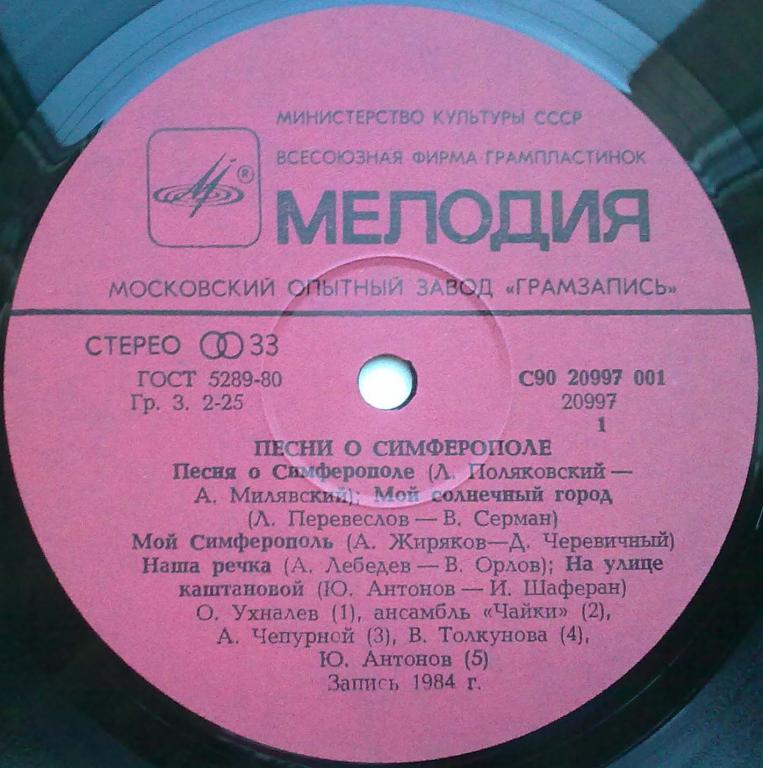 МИНИСТЕРСТВО КУЛЬТУРЫ СССР
ВСЕСОЮЗНАЯ ФИРМА ГРАМПЛАСТИНОК
®
МЕЛОДИЯ
МОСКОВСКИЙ ОПЫТНЫЙ ЗАВОД «ГРАМЗАПИСЬ»
СТЕРЕО 33
ГОСТ 5289-80 С90 20997 001
Гр. 3. 2-25 20997
1
ПЕСНИ О СИМФЕРОПОЛЕ
Песня о Симферополе (Л. Поляковский —
А. Милявский); Мой солнечный город
(Л. Перевеслов — В. Серман)
Мой Симферополь (А. Жиряков—Д. Черевичный)
Наша речка (А. Лебедев — В. Орлов); На улице
каштановой (Ю. Антонов — И. Шаферан)
О. Ухналев (1), ансамбль «Чайки» (2),
А. Чепурной (3), В. Толкунова (4),
Ю. Антонов (5)
Запись 1984 г.